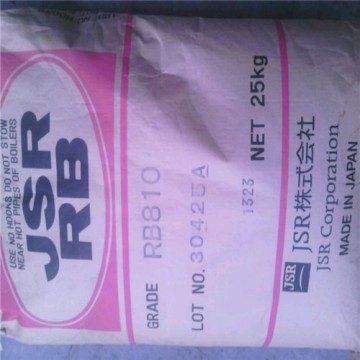 USE NO HOOKS DO NOT STOW
NEAR HOT PIPES OF BOILERS
JSR
RB
GRADE RB810
LOT NO. 30425A
1323 NET 25kg
JSR JSR株式会社
JSR Corporation
MADE IN JAPAN